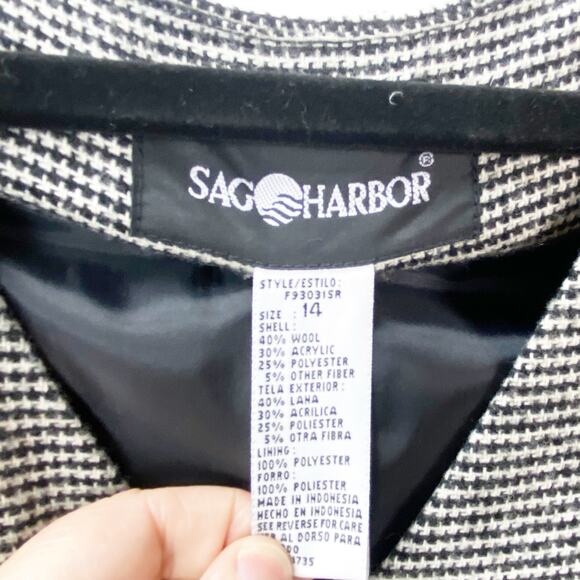 SAG HARBOR ®
STYLE/ESTILO:
F93031SR
SIZE : 14
SHELL:
40% WOOL
30% ACRYLIC
25% POLYESTER
5% OTHER FIBER
TELA EXTERIOR:
40% LANA
30% ACRILICA
25% POLIESTER
5% OTRA FIBRA
LINING:
100% POLYESTER
FORRO:
100% POLIESTER
MADE IN INDONESIA
HECHO EN INDONESIA
SEE REVERSE FOR CARE
AL DORSO PARA